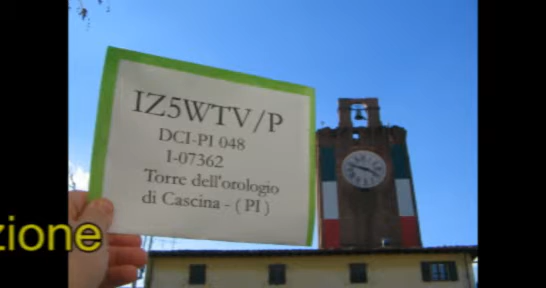 IZ5WTV/P
DCI-PI 048
I-07362
Torre dell'orologio
di Cascina - ( PI )
zione